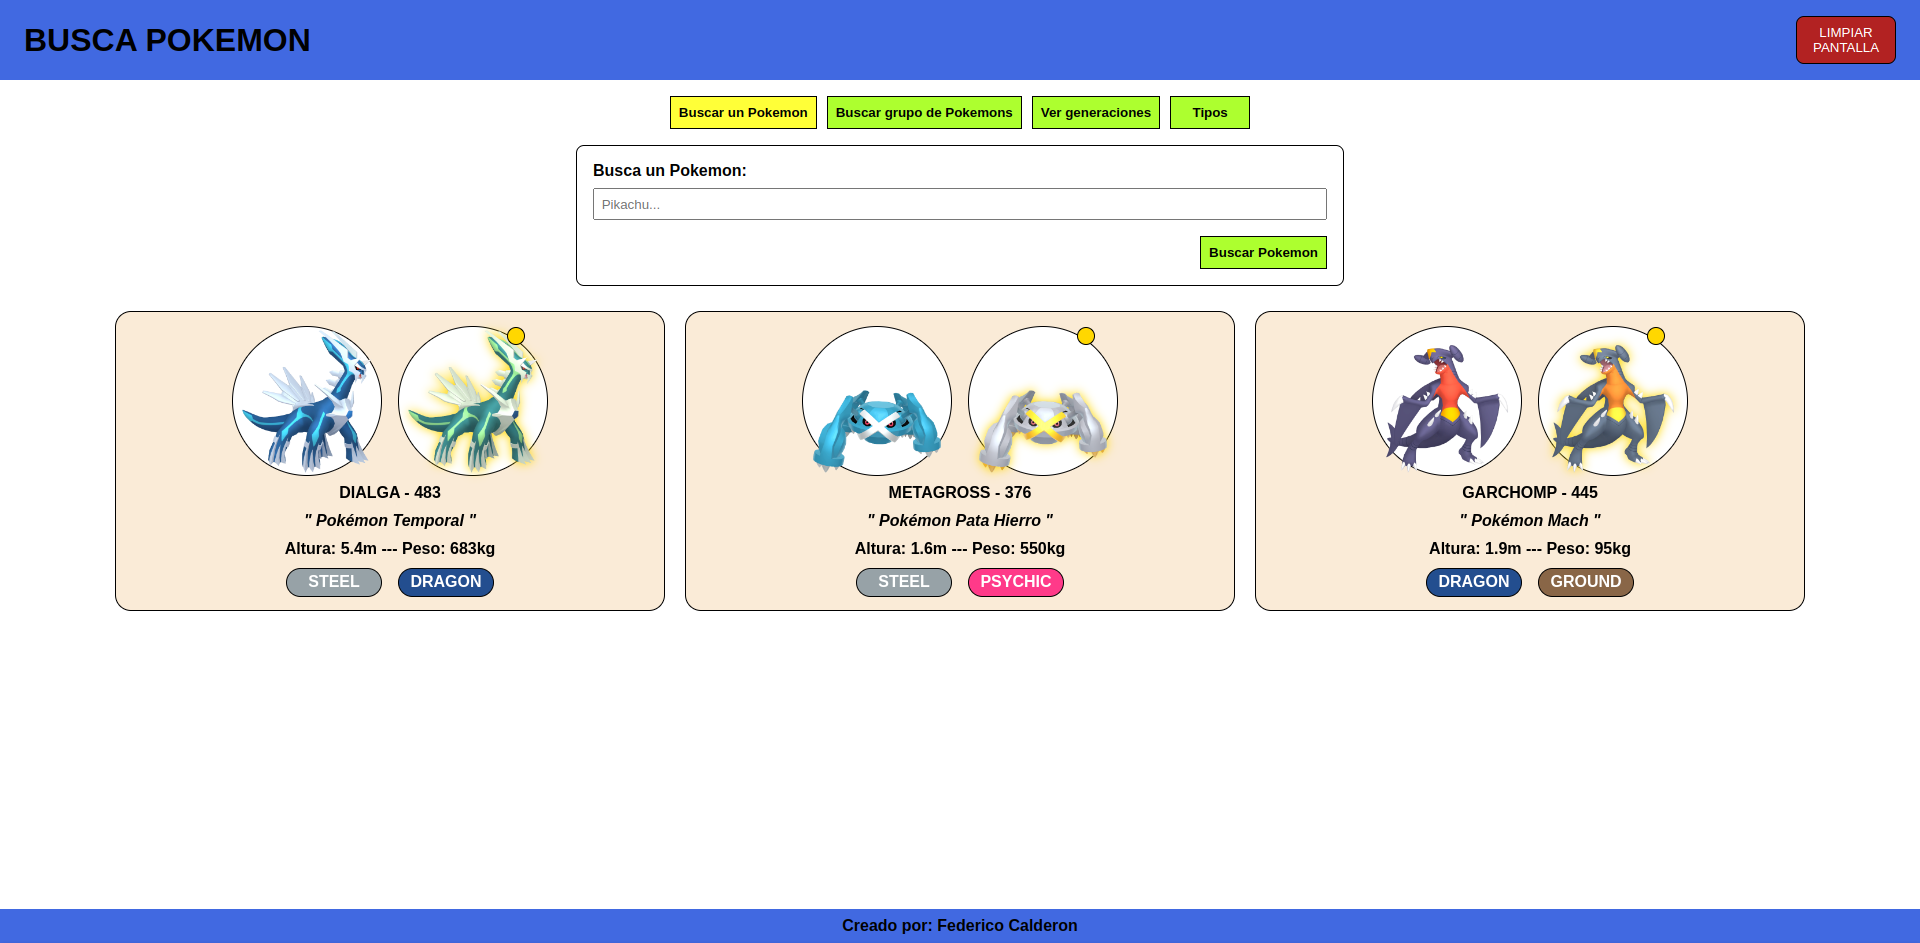 BUSCA POKEMON
LIMPIAR
PANTALLA
Buscar un Pokemon
Buscar grupo de Pokemons
Ver generaciones
Tipos
Busca un Pokemon:
Pikachu...
Buscar Pokemon
DIALGA - 483
" Pokémon Temporal "
Altura: 5.4m --- Peso: 683kg
STEEL
DRAGON
METAGROSS - 376
" Pokémon Pata Hierro "
Altura: 1.6m --- Peso: 550kg
STEEL
PSYCHIC
GARCHOMP - 445
" Pokémon Mach "
Altura: 1.9m --- Peso: 95kg
DRAGON
GROUND
Creado por: Federico Calderon